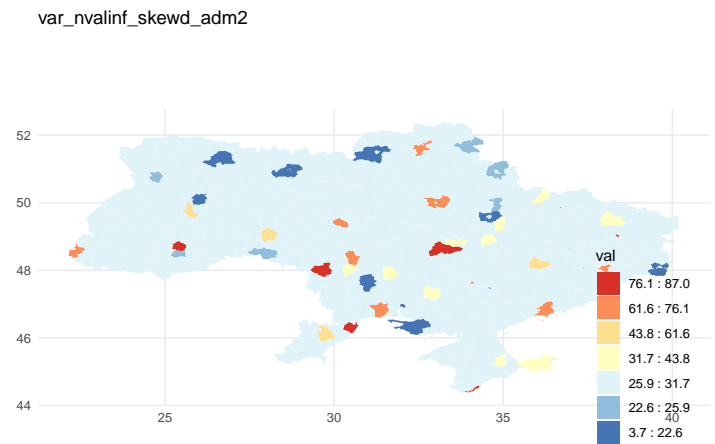 var_nvalinf_skewd_adm2
52
50
48
46
44
25
30
35
40
val
76.1 : 87.0
61.6 : 76.1
43.8 : 61.6
31.7 : 43.8
25.9 : 31.7
22.6 : 25.9
3.7 : 22.6